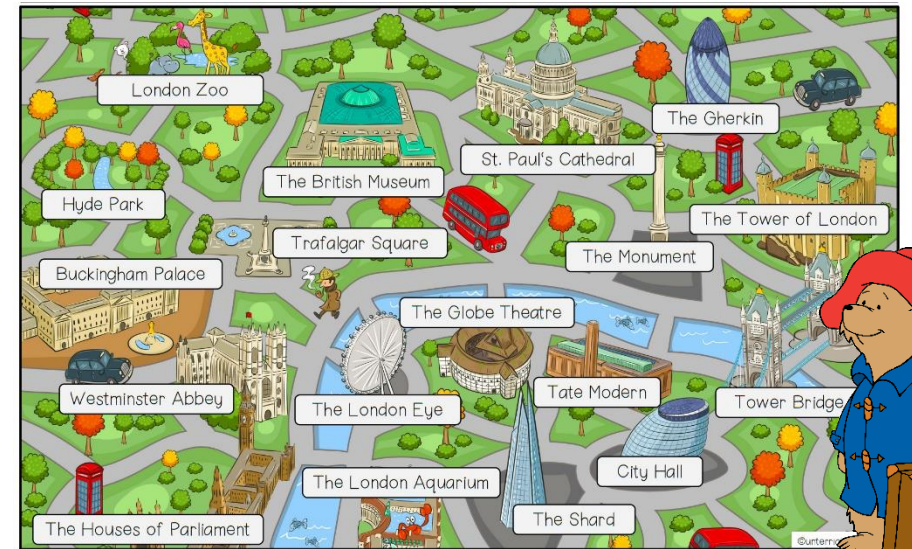 London Zoo
The Gherkin
St. Paul's Cathedral
The British Museum
Hyde Park
The Tower of London
Trafalgar Square
The Monument
Buckingham Palace
The Globe Theatre
Westminster Abbey
The London Eye
Tate Modern
Tower Bridge
City Hall
The London Aquarium
The Shard
The Houses of Parliament